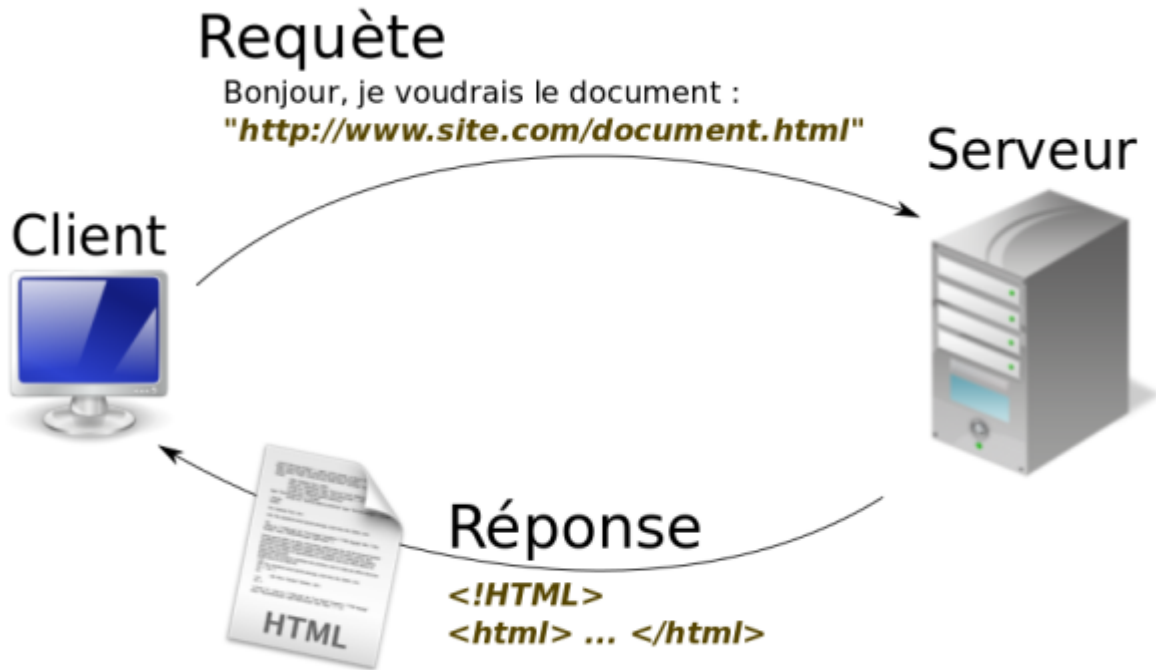 Requète
Bonjour, je voudrais le document :
"http://www.site.com/document.html"
Serveur
Client
Réponse
<!HTML>
<html> ... </html>
HTML